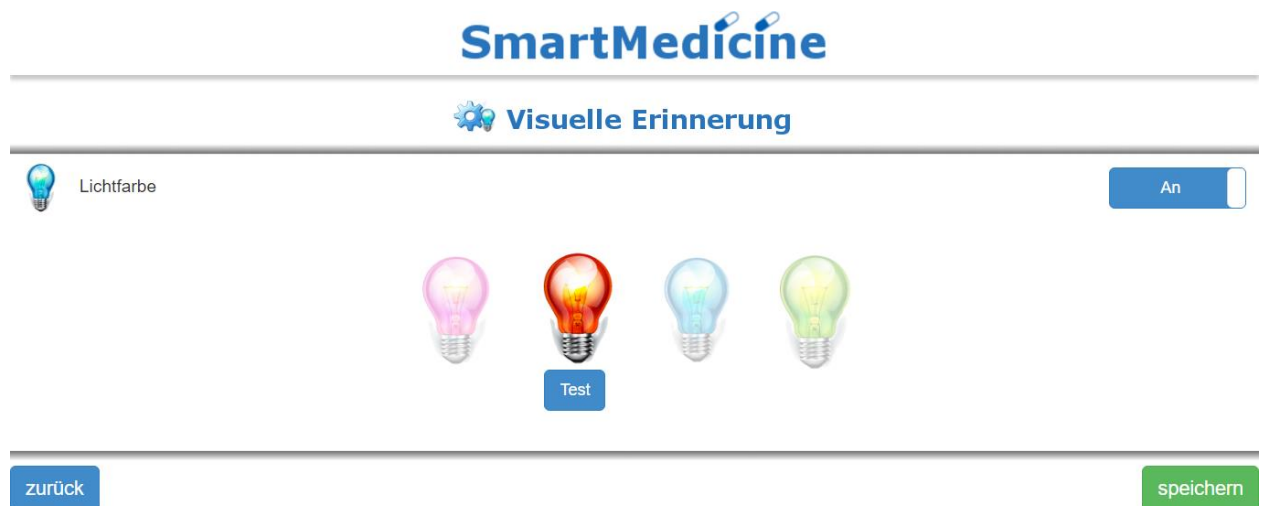 SmartMedicine
Visuelle Erinnerung
Lichtfarbe
An
Test
zurück
speichern